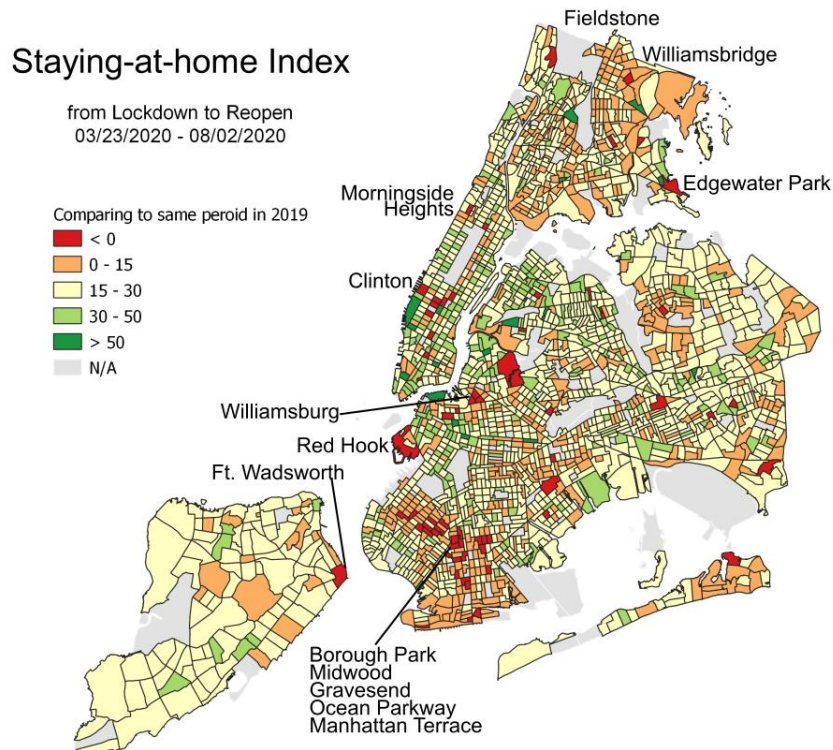 Staying-at-home Index
from Lockdown to Reopen
03/23/2020 - 08/02/2020
Comparing to same peroid in 2019
< 0
0 - 15
15 - 30
30 - 50
> 50
N/A
Fieldstone
Williamsbridge
Edgewater Park
Morningside
Heights
Clinton
Williamsburg
Red Hook
Ft. Wadsworth
Borough Park
Midwood
Gravesend
Ocean Parkway
Manhattan Terrace